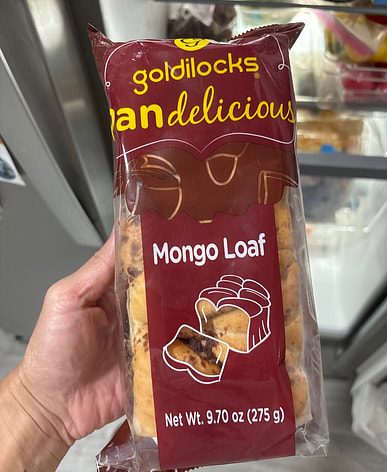 goldilocks®
pandelicious
Mongo Loaf
Net Wt. 9.70 oz (275 g)